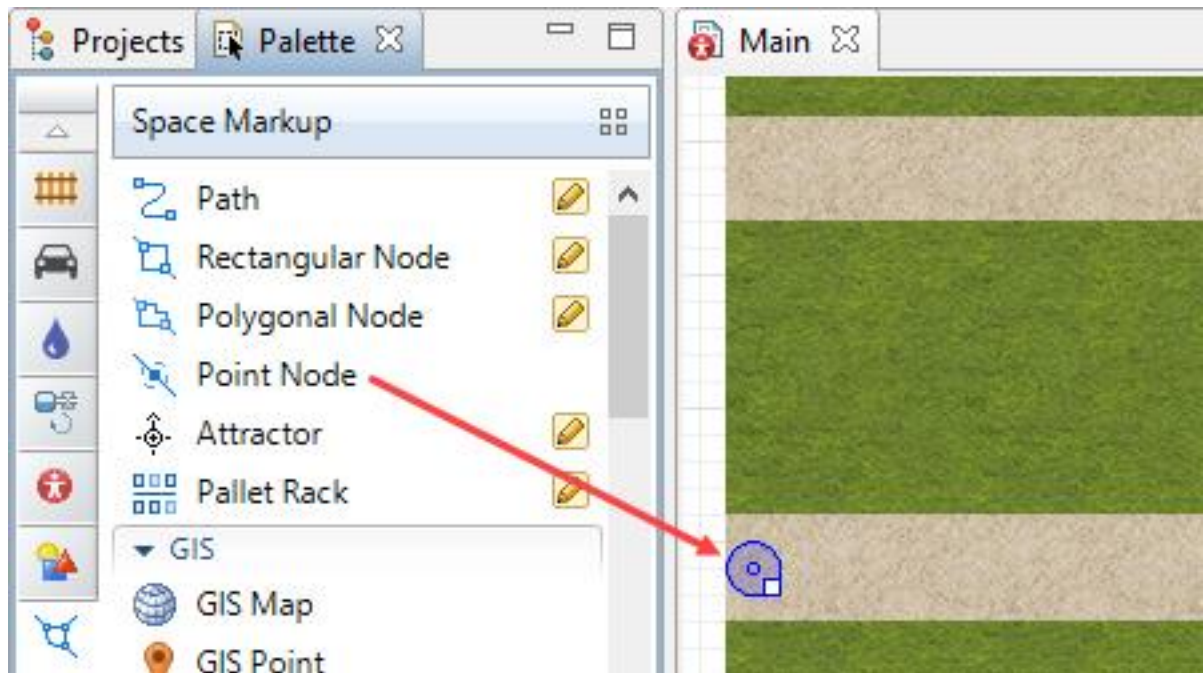 Projects Palette Main
Space Markup
Path
Rectangular Node
Polygonal Node
Point Node
Attractor
Pallet Rack
GIS
GIS Map
GIS Point